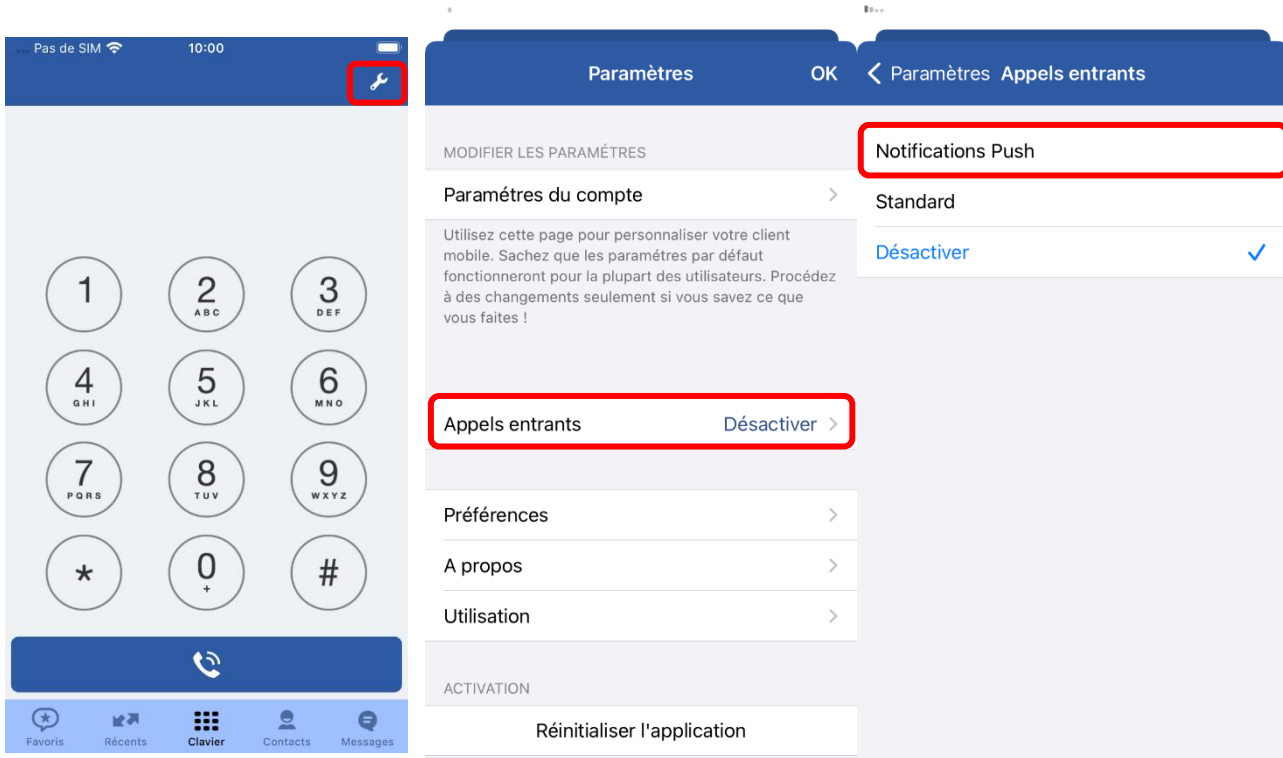 Pas de SIM
10:00
1
2
ABC
3
DEF
4
GHI
5
JKL
6
MNO
7
PQRS
8
TUV
9
WXYZ
*
0
+
#
Favoris
Récents
Clavier
Contacts
Messages
Paramètres
OK
MODIFIER LES PARAMÉTRES
Paramétres du compte
Utilisez cette page pour personnaliser votre client
mobile. Sachez que les paramétres par défaut
fonctionneront pour la plupart des utilisateurs. Procédez
à des changements seulement si vous savez ce que
vous faites !
Appels entrants Désactiver
Préférences
A propos
Utilisation
ACTIVATION
Réinitialiser l'application
Paramètres Appels entrants
Notifications Push
Standard
Désactiver